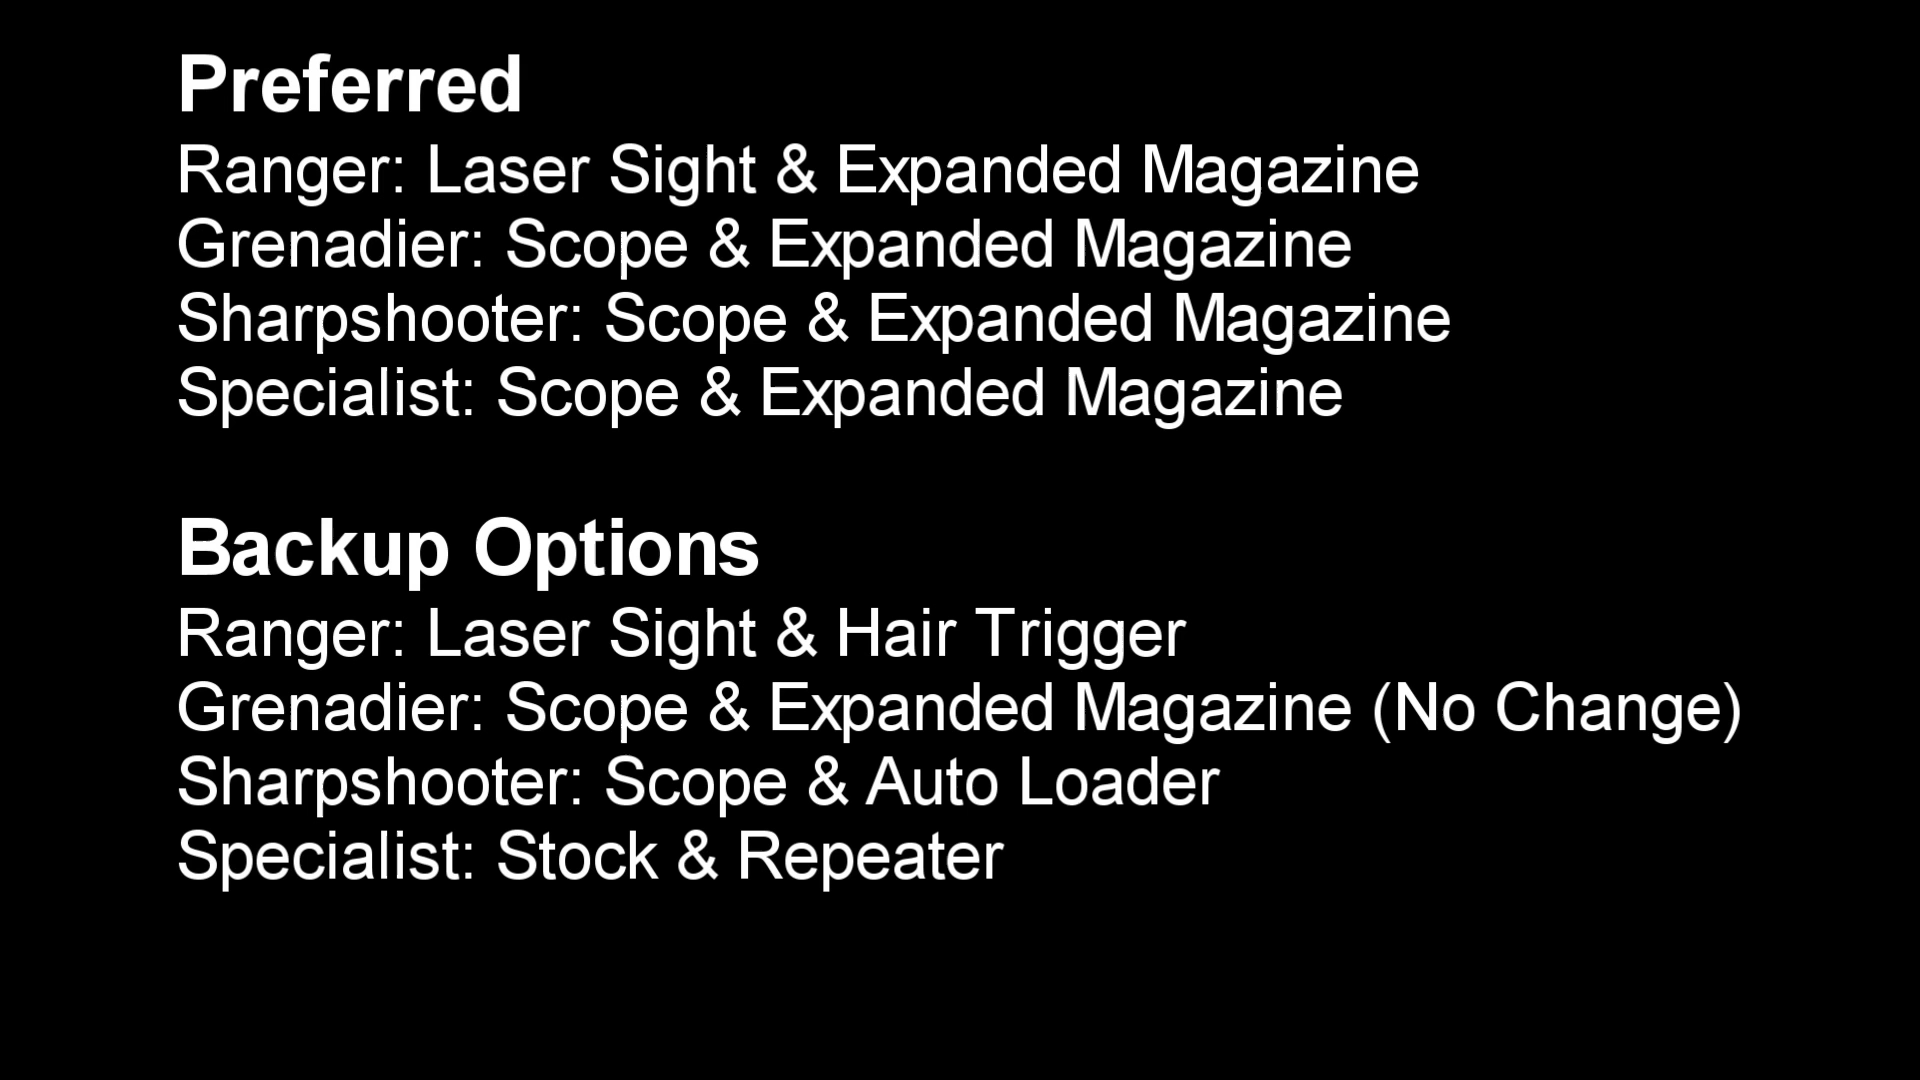 Preferred
Ranger: Laser Sight & Expanded Magazine
Grenadier: Scope & Expanded Magazine
Sharpshooter: Scope & Expanded Magazine
Specialist: Scope & Expanded Magazine
Backup Options
Ranger: Laser Sight & Hair Trigger
Grenadier: Scope & Expanded Magazine (No Change)
Sharpshooter: Scope & Auto Loader
Specialist: Stock & Repeater